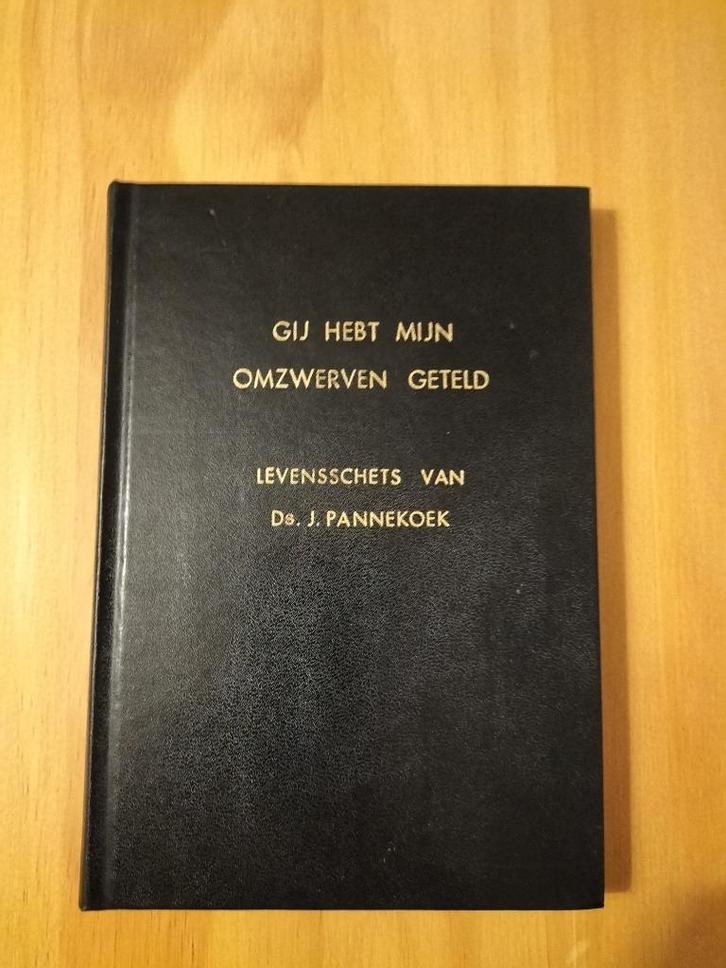 GIJ HEBT MIJN
OMZWERVEN GETELD
LEVENSSCHETS VAN
Ds. J. PANNEKOEK